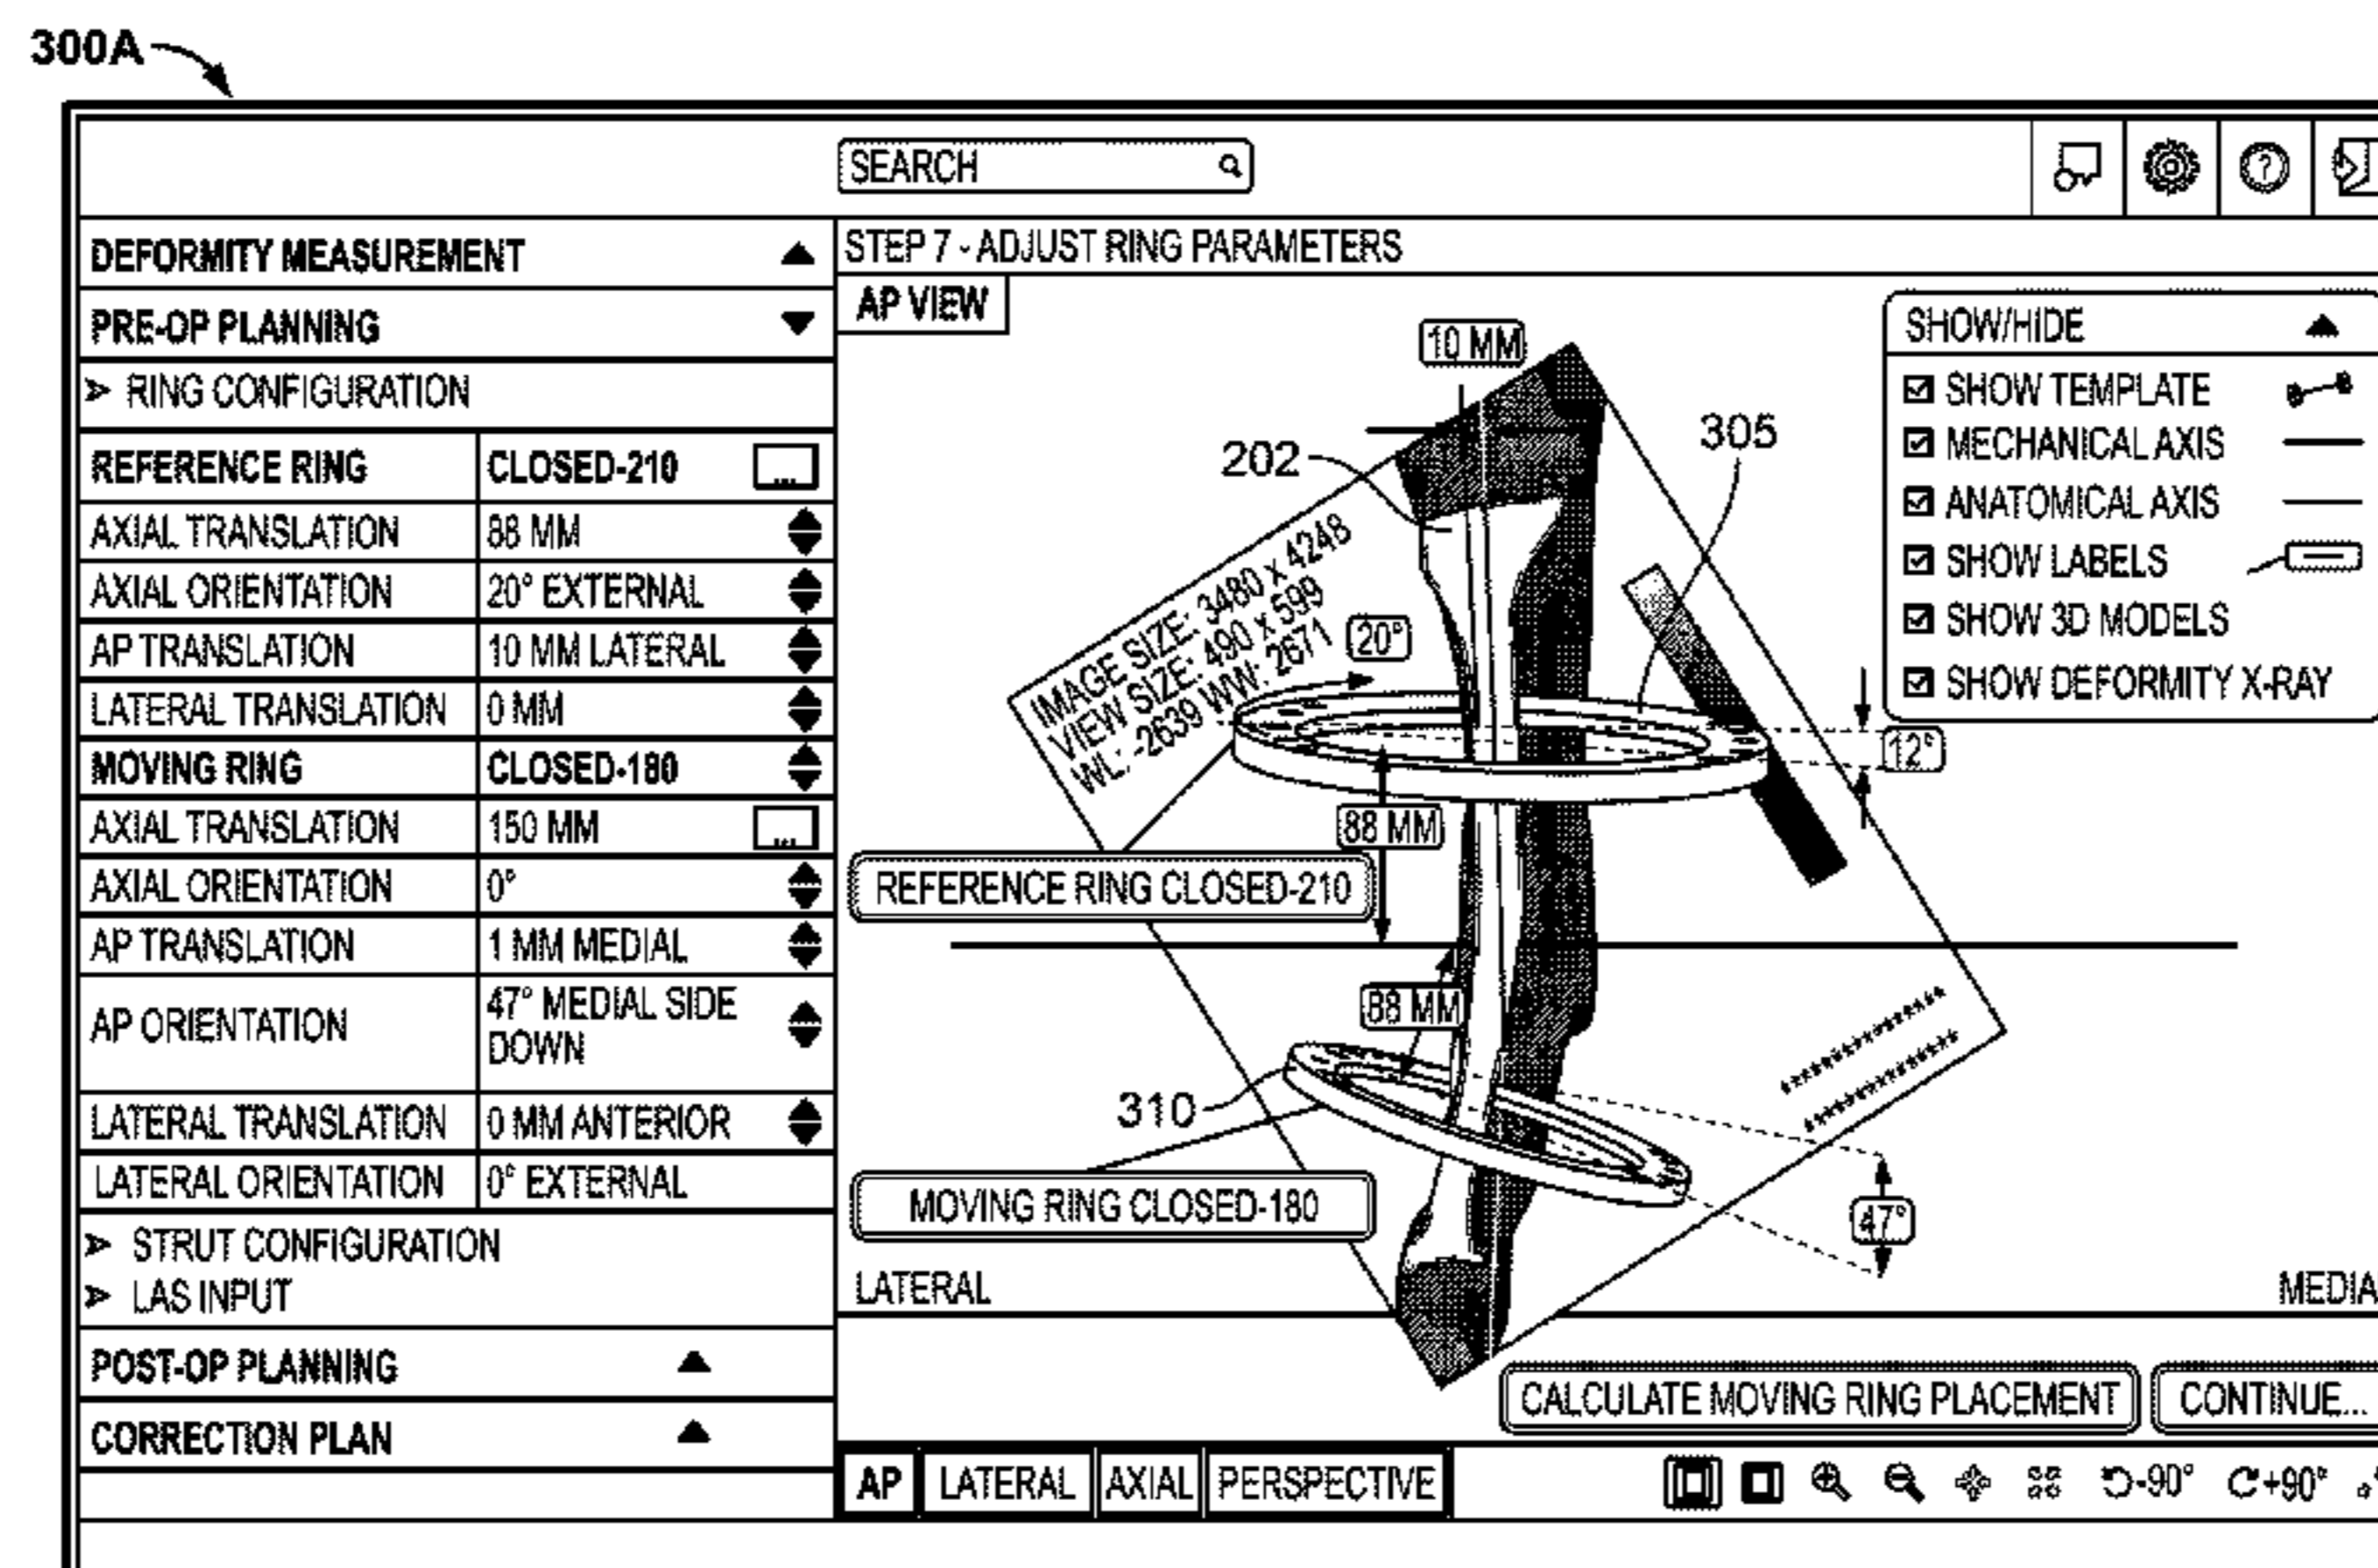 300A
SEARCH
DEFORMITY MEASUREMENT
PRE-OP PLANNING
RING CONFIGURATION
REFERENCE RING CLOSED-210 ...
AXIAL TRANSLATION 88 MM
AXIAL ORIENTATION 20° EXTERNAL
AP TRANSLATION 10 MM LATERAL
LATERAL TRANSLATION 0 MM
MOVING RING CLOSED-180
AXIAL TRANSLATION 150 MM ...
AXIAL ORIENTATION 0°
AP TRANSLATION 1 MM MEDIAL
AP ORIENTATION 47° MEDIAL SIDE
DOWN
LATERAL TRANSLATION 0 MM ANTERIOR
LATERAL ORIENTATION 0° EXTERNAL
STRUT CONFIGURATION
LAS INPUT
POST-OP PLANNING
CORRECTION PLAN
STEP 7 - ADJUST RING PARAMETERS
AP VIEW
10 MM
202
305
IMAGE SIZE: 3480 x 4248
VIEW SIZE: 490 x 599
WL: -2639 WW: 2671
20°
12°
88 MM
REFERENCE RING CLOSED-210
88 MM
310
MOVING RING CLOSED-180
47°
LATERAL
MEDIA
SHOW/HIDE
SHOW TEMPLATE
MECHANICAL AXIS
ANATOMICAL AXIS
SHOW LABELS
SHOW 3D MODELS
SHOW DEFORMITY X-RAY
CALCULATE MOVING RING PLACEMENT
CONTINUE...
AP LATERAL AXIAL PERSPECTIVE
-90° +90°